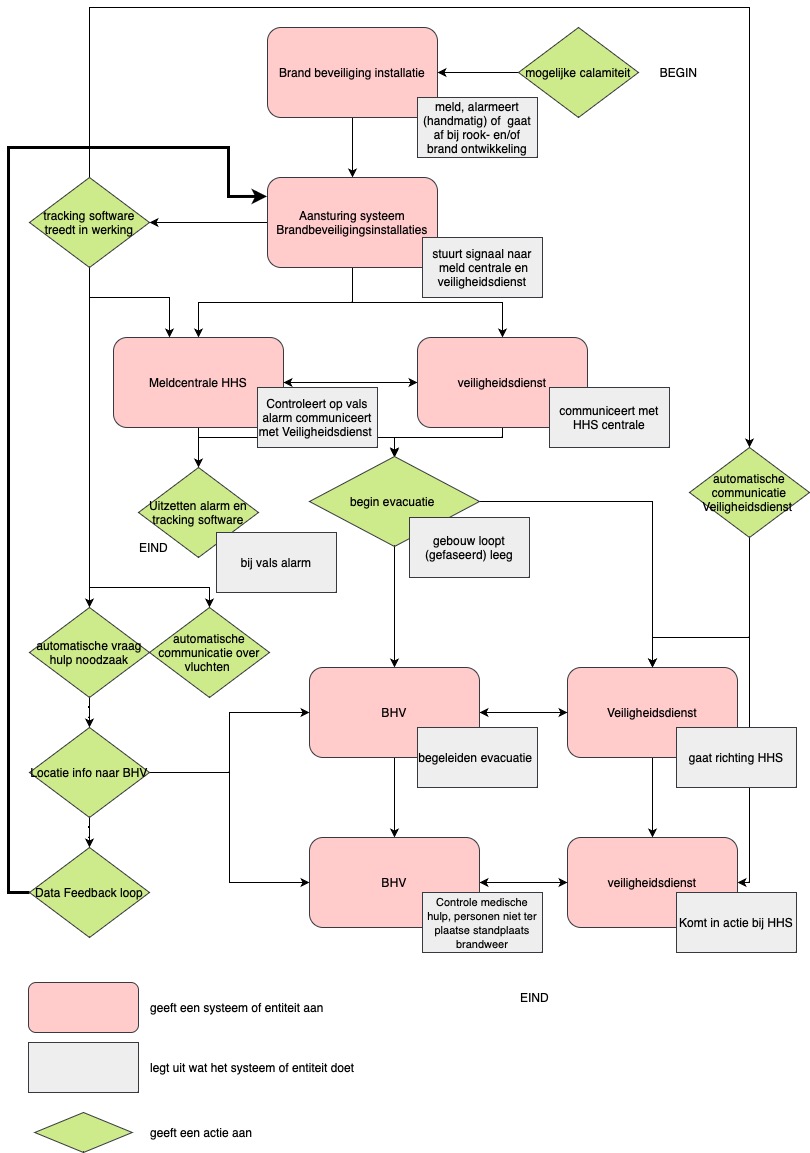 Brand beveiliging installatie
mogelijke calamiteit
BEGIN
meld, alarmeert
(handmatig) of gaat
af bij rook- en/of
brand ontwikkeling
tracking software
treedt in werking
Aansturing systeem
Brandbeveiligingsinstallaties
stuurt signaal naar
meld centrale en
veiligheidsdienst
Meldcentrale HHS
veiligheidsdienst
Controleert op vals
alarm communiceert
met Veiligheidsdienst
communiceert met
HHS centrale
automatische
communicatie
Veiligheidsdienst
Uitzetten alarm en
tracking software
begin evacuatie
EIND
bij vals alarm
gebouw loopt
(gefaseerd) leeg
automatische vraag
hulp noodzaak
automatische
communicatie over
vluchten
BHV
Veiligheidsdienst
begeleiden evacuatie
gaat richting HHS
Locatie info naar BHV
Data Feedback loop
BHV
veiligheidsdienst
Controle medische
hulp, personen niet ter
plaatse standplaats
brandweer
Komt in actie bij HHS
EIND
geeft een systeem of entiteit aan
legt uit wat het systeem of entiteit doet
geeft een actie aan